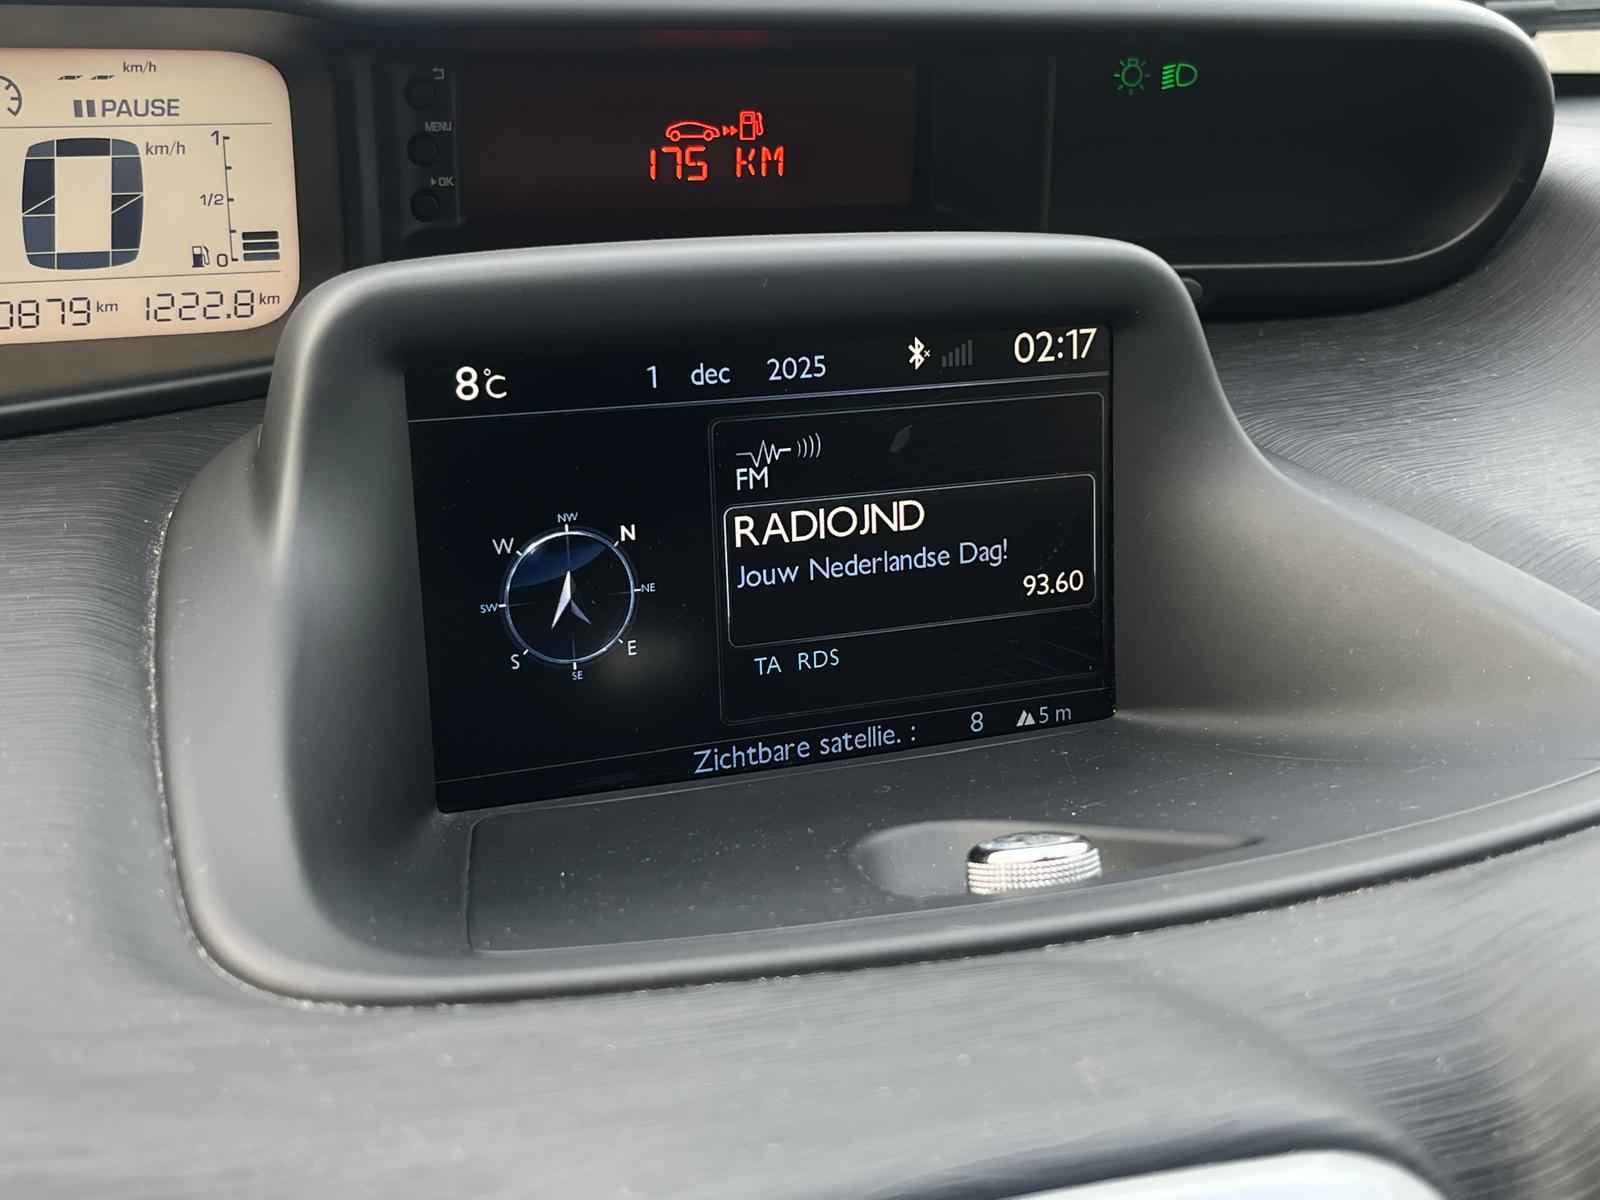 km/h
PAUSE
km/h
1
1/2
0
0879 km 1222.8 km
MENU
OK
175 KM
8°C 1 dec 2025 02:17
FM
RADIOJND
Jouw Nederlandse Dag!
93.60
TA RDS
NW
W N
SW NE
S E
SE
Zichtbare satellie. : 8 5 m